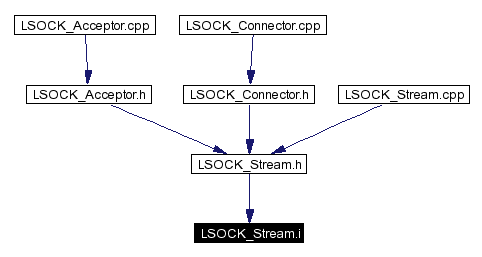 LSOCK_Acceptor.cpp
LSOCK_Connector.cpp
LSOCK_Acceptor.h
LSOCK_Connector.h
LSOCK_Stream.cpp
LSOCK_Stream.h
LSOCK_Stream.i